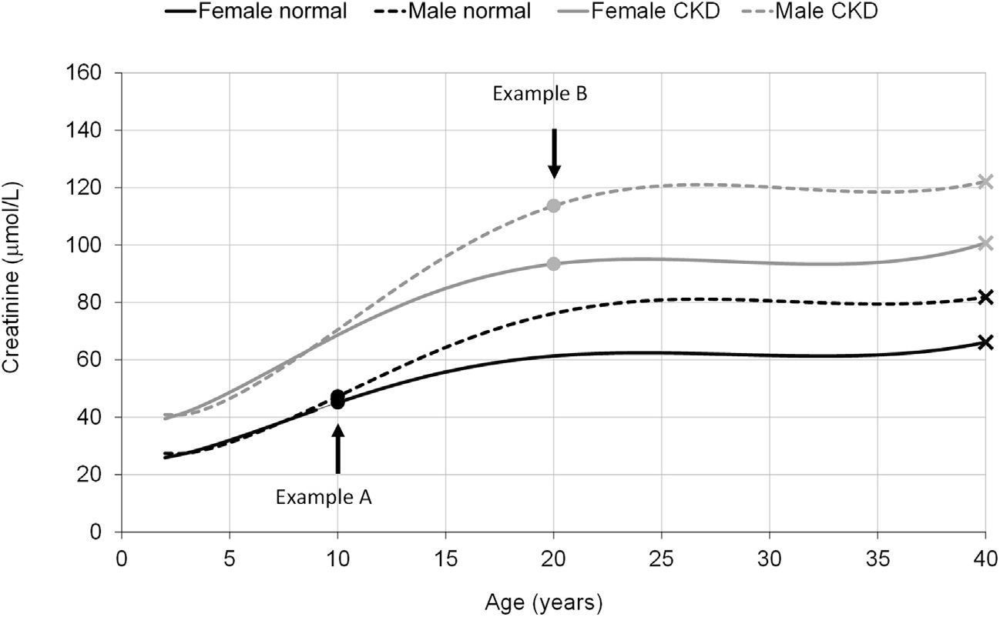 Female normal Male normal Female CKD Male CKD
160
Example B
140
120
100
80
60
40
20
Example A
0
0 5 10 15 20 25 30 35 40
Creatinine (μmol/L)
Age (years)